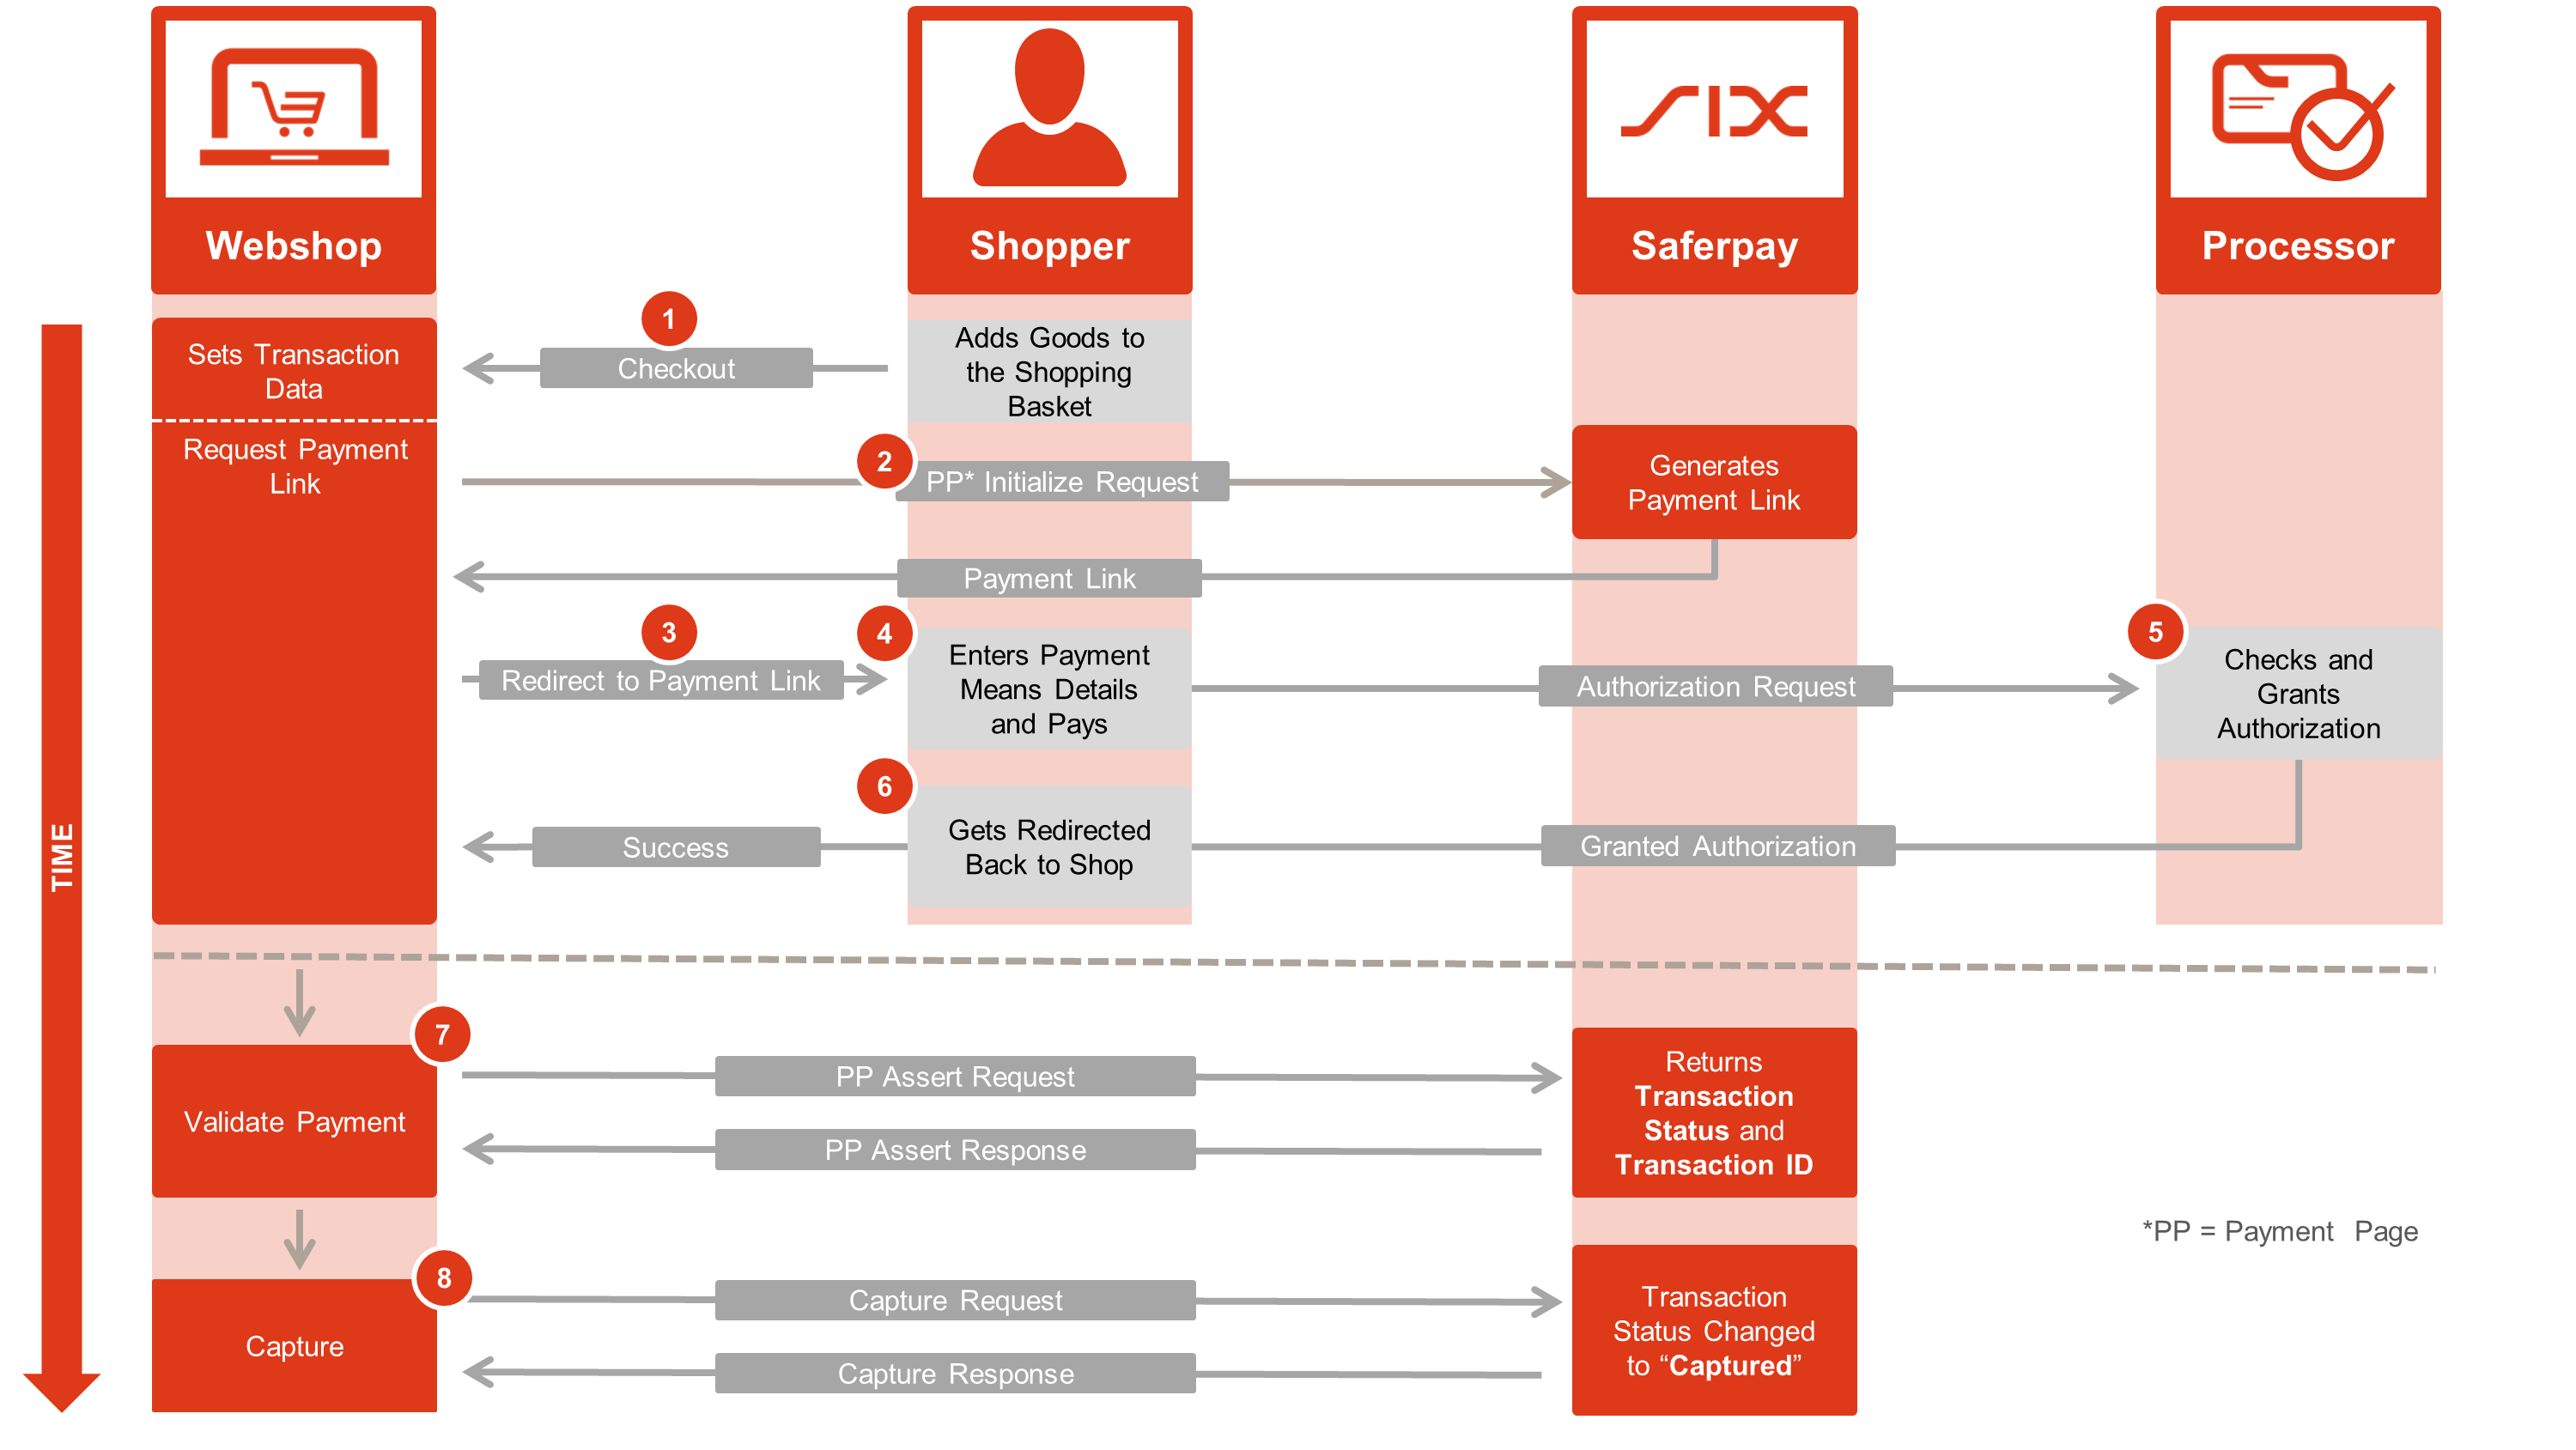 SIX
Webshop
Shopper
Saferpay
Processor
TIME
1
Sets Transaction
Data
Checkout
Adds Goods to
the Shopping
Basket
Request Payment
Link
2
PP* Initialize Request
Generates
Payment Link
Payment Link
3
Redirect to Payment Link
4
Enters Payment
Means Details
and Pays
Authorization Request
5
Checks and
Grants
Authorization
6
Success
Gets Redirected
Back to Shop
Granted Authorization
7
Validate Payment
PP Assert Request
PP Assert Response
Returns
Transaction
Status and
Transaction ID
*PP = Payment Page
8
Capture
Capture Request
Capture Response
Transaction
Status Changed
to “Captured”